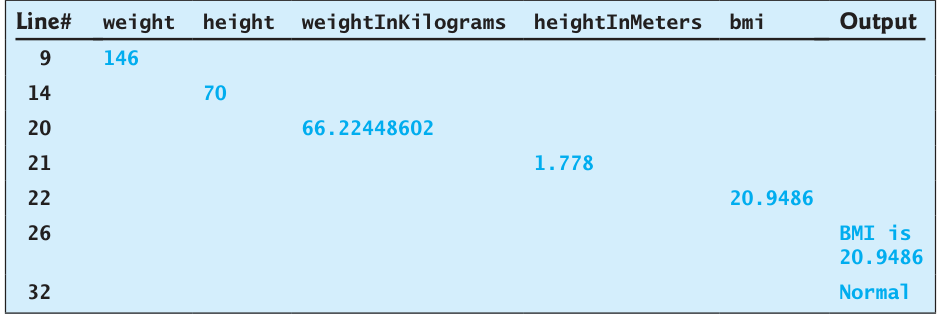 Line# weight height weightInKilograms heightInMeters bmi Output
9 146
14 70
20 66.22448602
21 1.778
22 20.9486
26 BMI is
20.9486
32 Normal